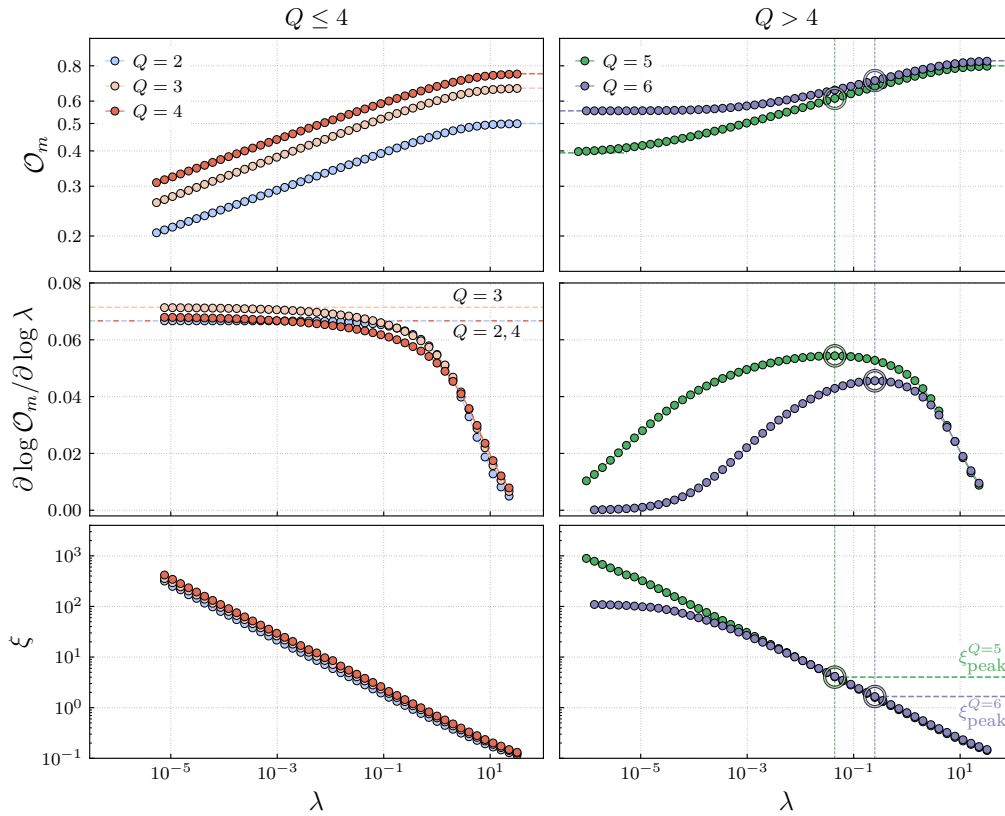 Q ≤ 4
Q > 4
0.8
0.6
0.5
0.4
0.3
0.2
𝒪_m
Q = 2
Q = 3
Q = 4
Q = 5
Q = 6
0.08
0.06
0.04
0.02
0.00
∂ log 𝒪_m/∂ log λ
Q = 3
Q = 2, 4
10^3
10^2
10^1
10^0
10^−1
ξ
ξ^{Q=5}_{peak}
ξ^{Q=6}_{peak}
10^−5 10^−3 10^−1 10^1
10^−5 10^−3 10^−1 10^1
λ
λ